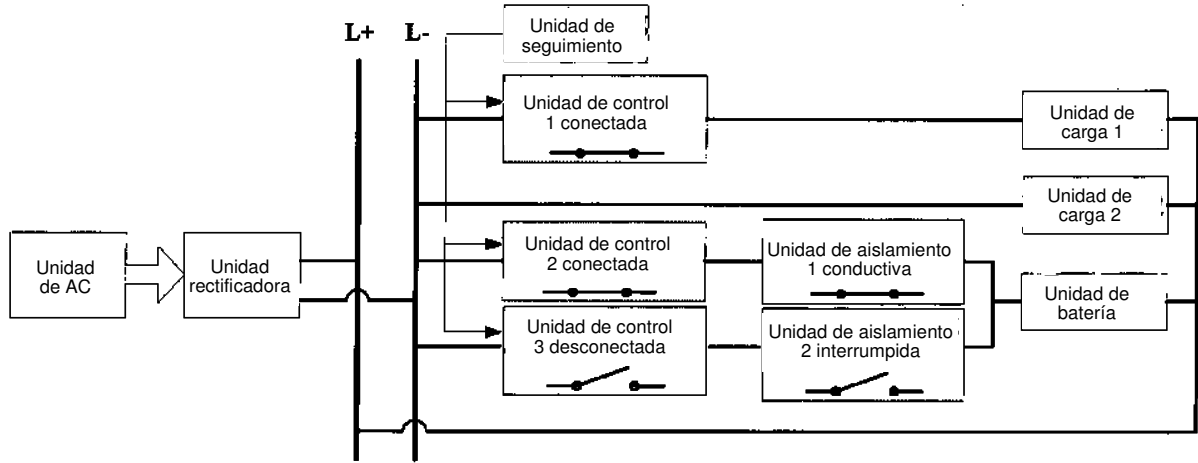 L+
L-
Unidad de
seguimiento
Unidad de control
1 conectada
Unidad de
carga 1
Unidad de
carga 2
Unidad
de AC
Unidad
rectificadora
Unidad de control
2 conectada
Unidad de aislamiento
1 conductiva
Unidad de
batería
Unidad de control
3 desconectada
Unidad de aislamiento
2 interrumpida